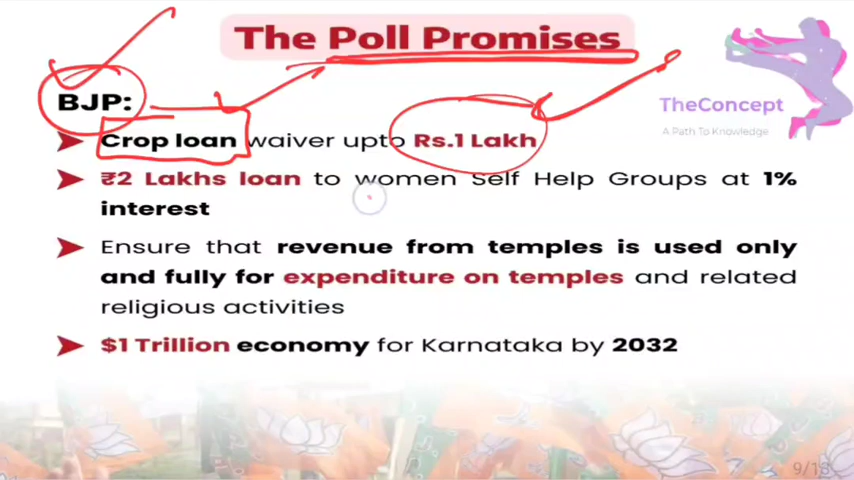 The Poll Promises
TheConcept
A Path To Knowledge
BJP:
Crop loan waiver upto Rs.1 Lakh
₹2 Lakhs loan to women Self Help Groups at 1%
interest
Ensure that revenue from temples is used only
and fully for expenditure on temples and related
religious activities
$1 Trillion economy for Karnataka by 2032